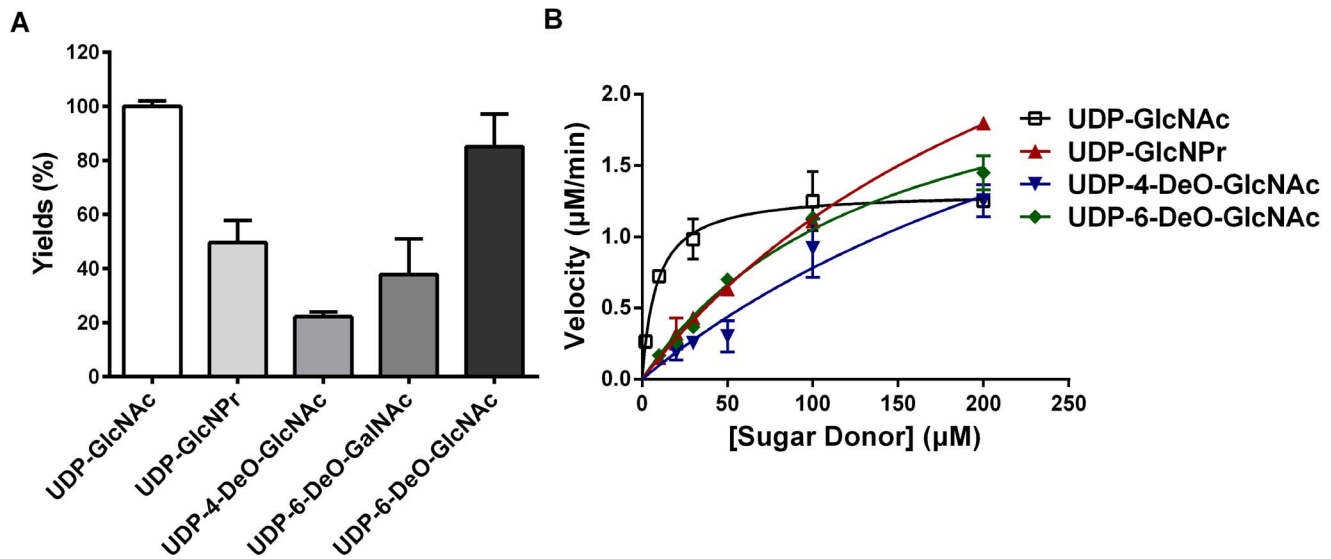 A
120
100
80
60
40
20
0
Yields (%)
UDP-GlcNAc
UDP-GlcNPr
UDP-4-DeO-GlcNAc
UDP-6-DeO-GalNAc
UDP-6-DeO-GlcNAc
B
2.0
1.5
1.0
0.5
0.0
Velocity (µM/min)
0 50 100 150 200 250
[Sugar Donor] (µM)
UDP-GlcNAc
UDP-GlcNPr
UDP-4-DeO-GlcNAc
UDP-6-DeO-GlcNAc